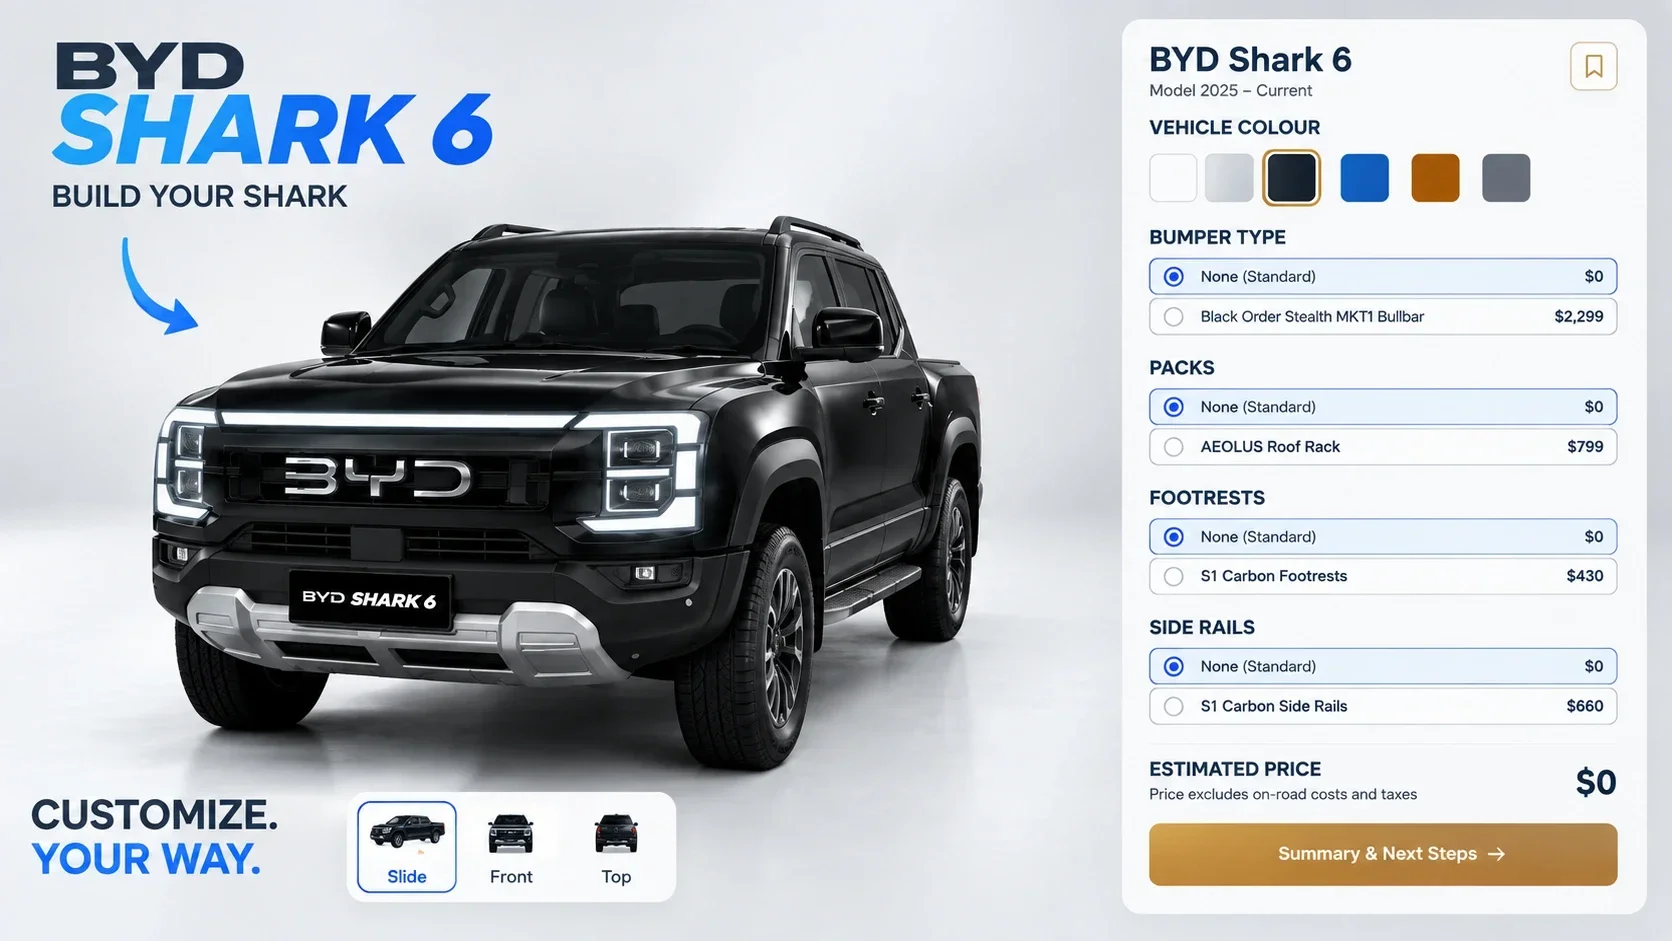 BYD
SHARK 6
BUILD YOUR SHARK
BYD
BYD SHARK 6
CUSTOMIZE.
YOUR WAY.
Slide
Front
Top
BYD Shark 6
Model 2025 – Current
VEHICLE COLOUR
BUMPER TYPE
None (Standard) $0
Black Order Stealth MKT1 Bullbar $2,299
PACKS
None (Standard) $0
AEOLUS Roof Rack $799
FOOTRESTS
None (Standard) $0
S1 Carbon Footrests $430
SIDE RAILS
None (Standard) $0
S1 Carbon Side Rails $660
ESTIMATED PRICE $0
Price excludes on-road costs and taxes
Summary & Next Steps →